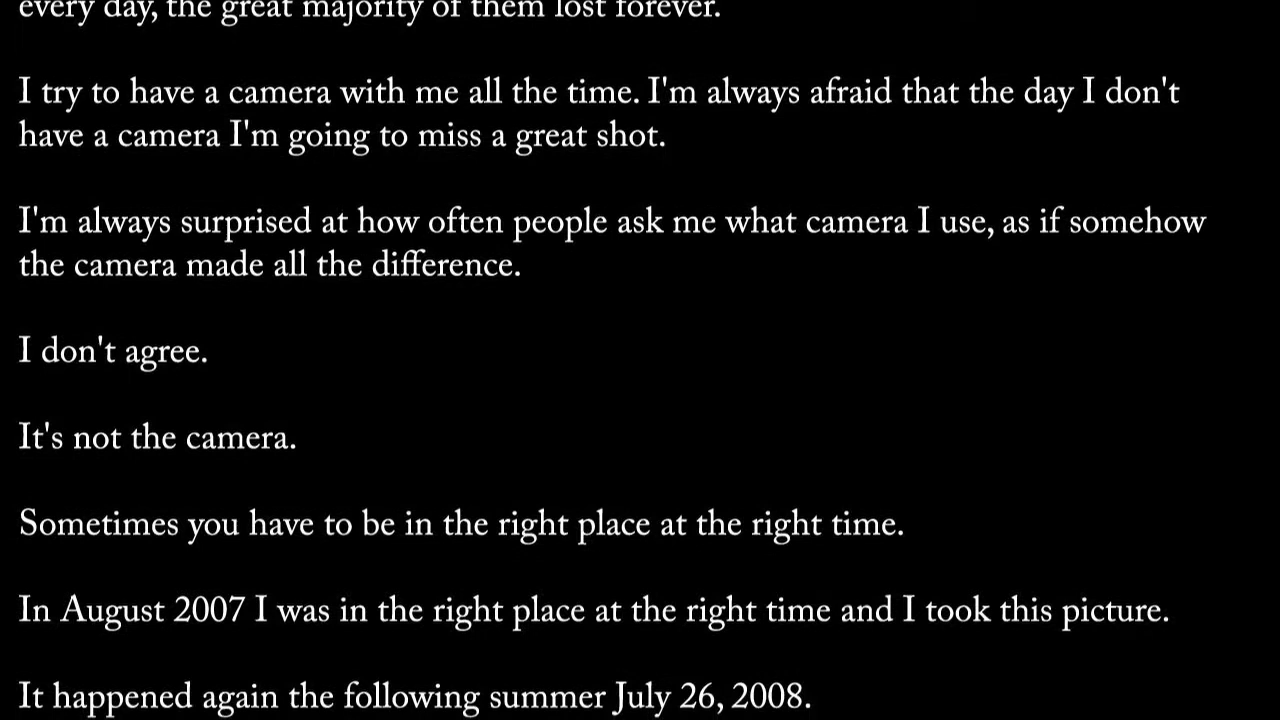 every day, the great majority of them lost forever.
I try to have a camera with me all the time. I'm always afraid that the day I don't
have a camera I'm going to miss a great shot.
I'm always surprised at how often people ask me what camera I use, as if somehow
the camera made all the difference.
I don't agree.
It's not the camera.
Sometimes you have to be in the right place at the right time.
In August 2007 I was in the right place at the right time and I took this picture.
It happened again the following summer July 26, 2008.